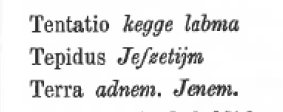 Tentatio kegge labma
Tepidus Jeſzetijm
Terra adnem. Jenem.